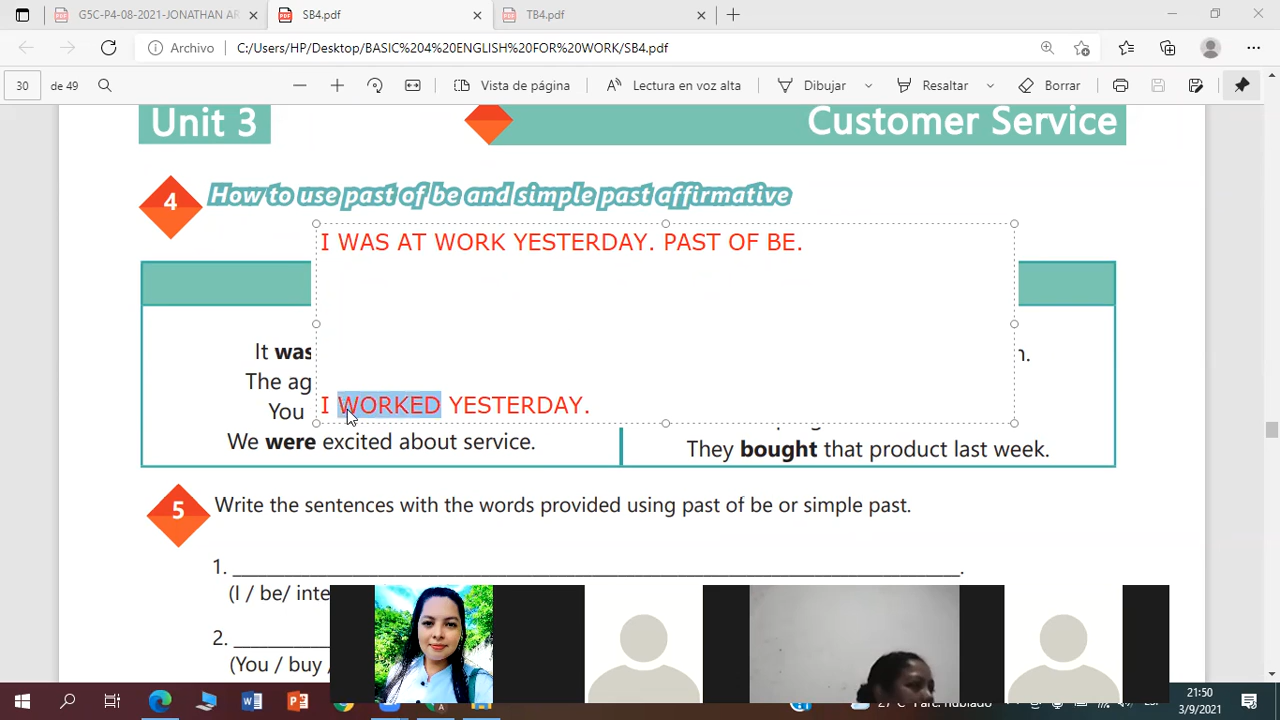 G5C-P4-08-2021-JONATHAN AR
SB4.pdf
TB4.pdf
Archivo
C:/Users/HP/Desktop/BASIC%204%20ENGLISH%20FOR%20WORK/SB4.pdf
30 de 49
Vista de página
Lectura en voz alta
Dibujar
Resaltar
Borrar
Unit 3
Customer Service
4
How to use past of be and simple past affirmative
I WAS AT WORK YESTERDAY. PAST OF BE.
It was
The ag
You
I WORKED YESTERDAY.
We were excited about service.
They bought that product last week.
5
Write the sentences with the words provided using past of be or simple past.
1. ____________________.
(I / be/ inte
2. ____________________
(You / buy /
27°C Parc. nublado
21:50
3/9/2021